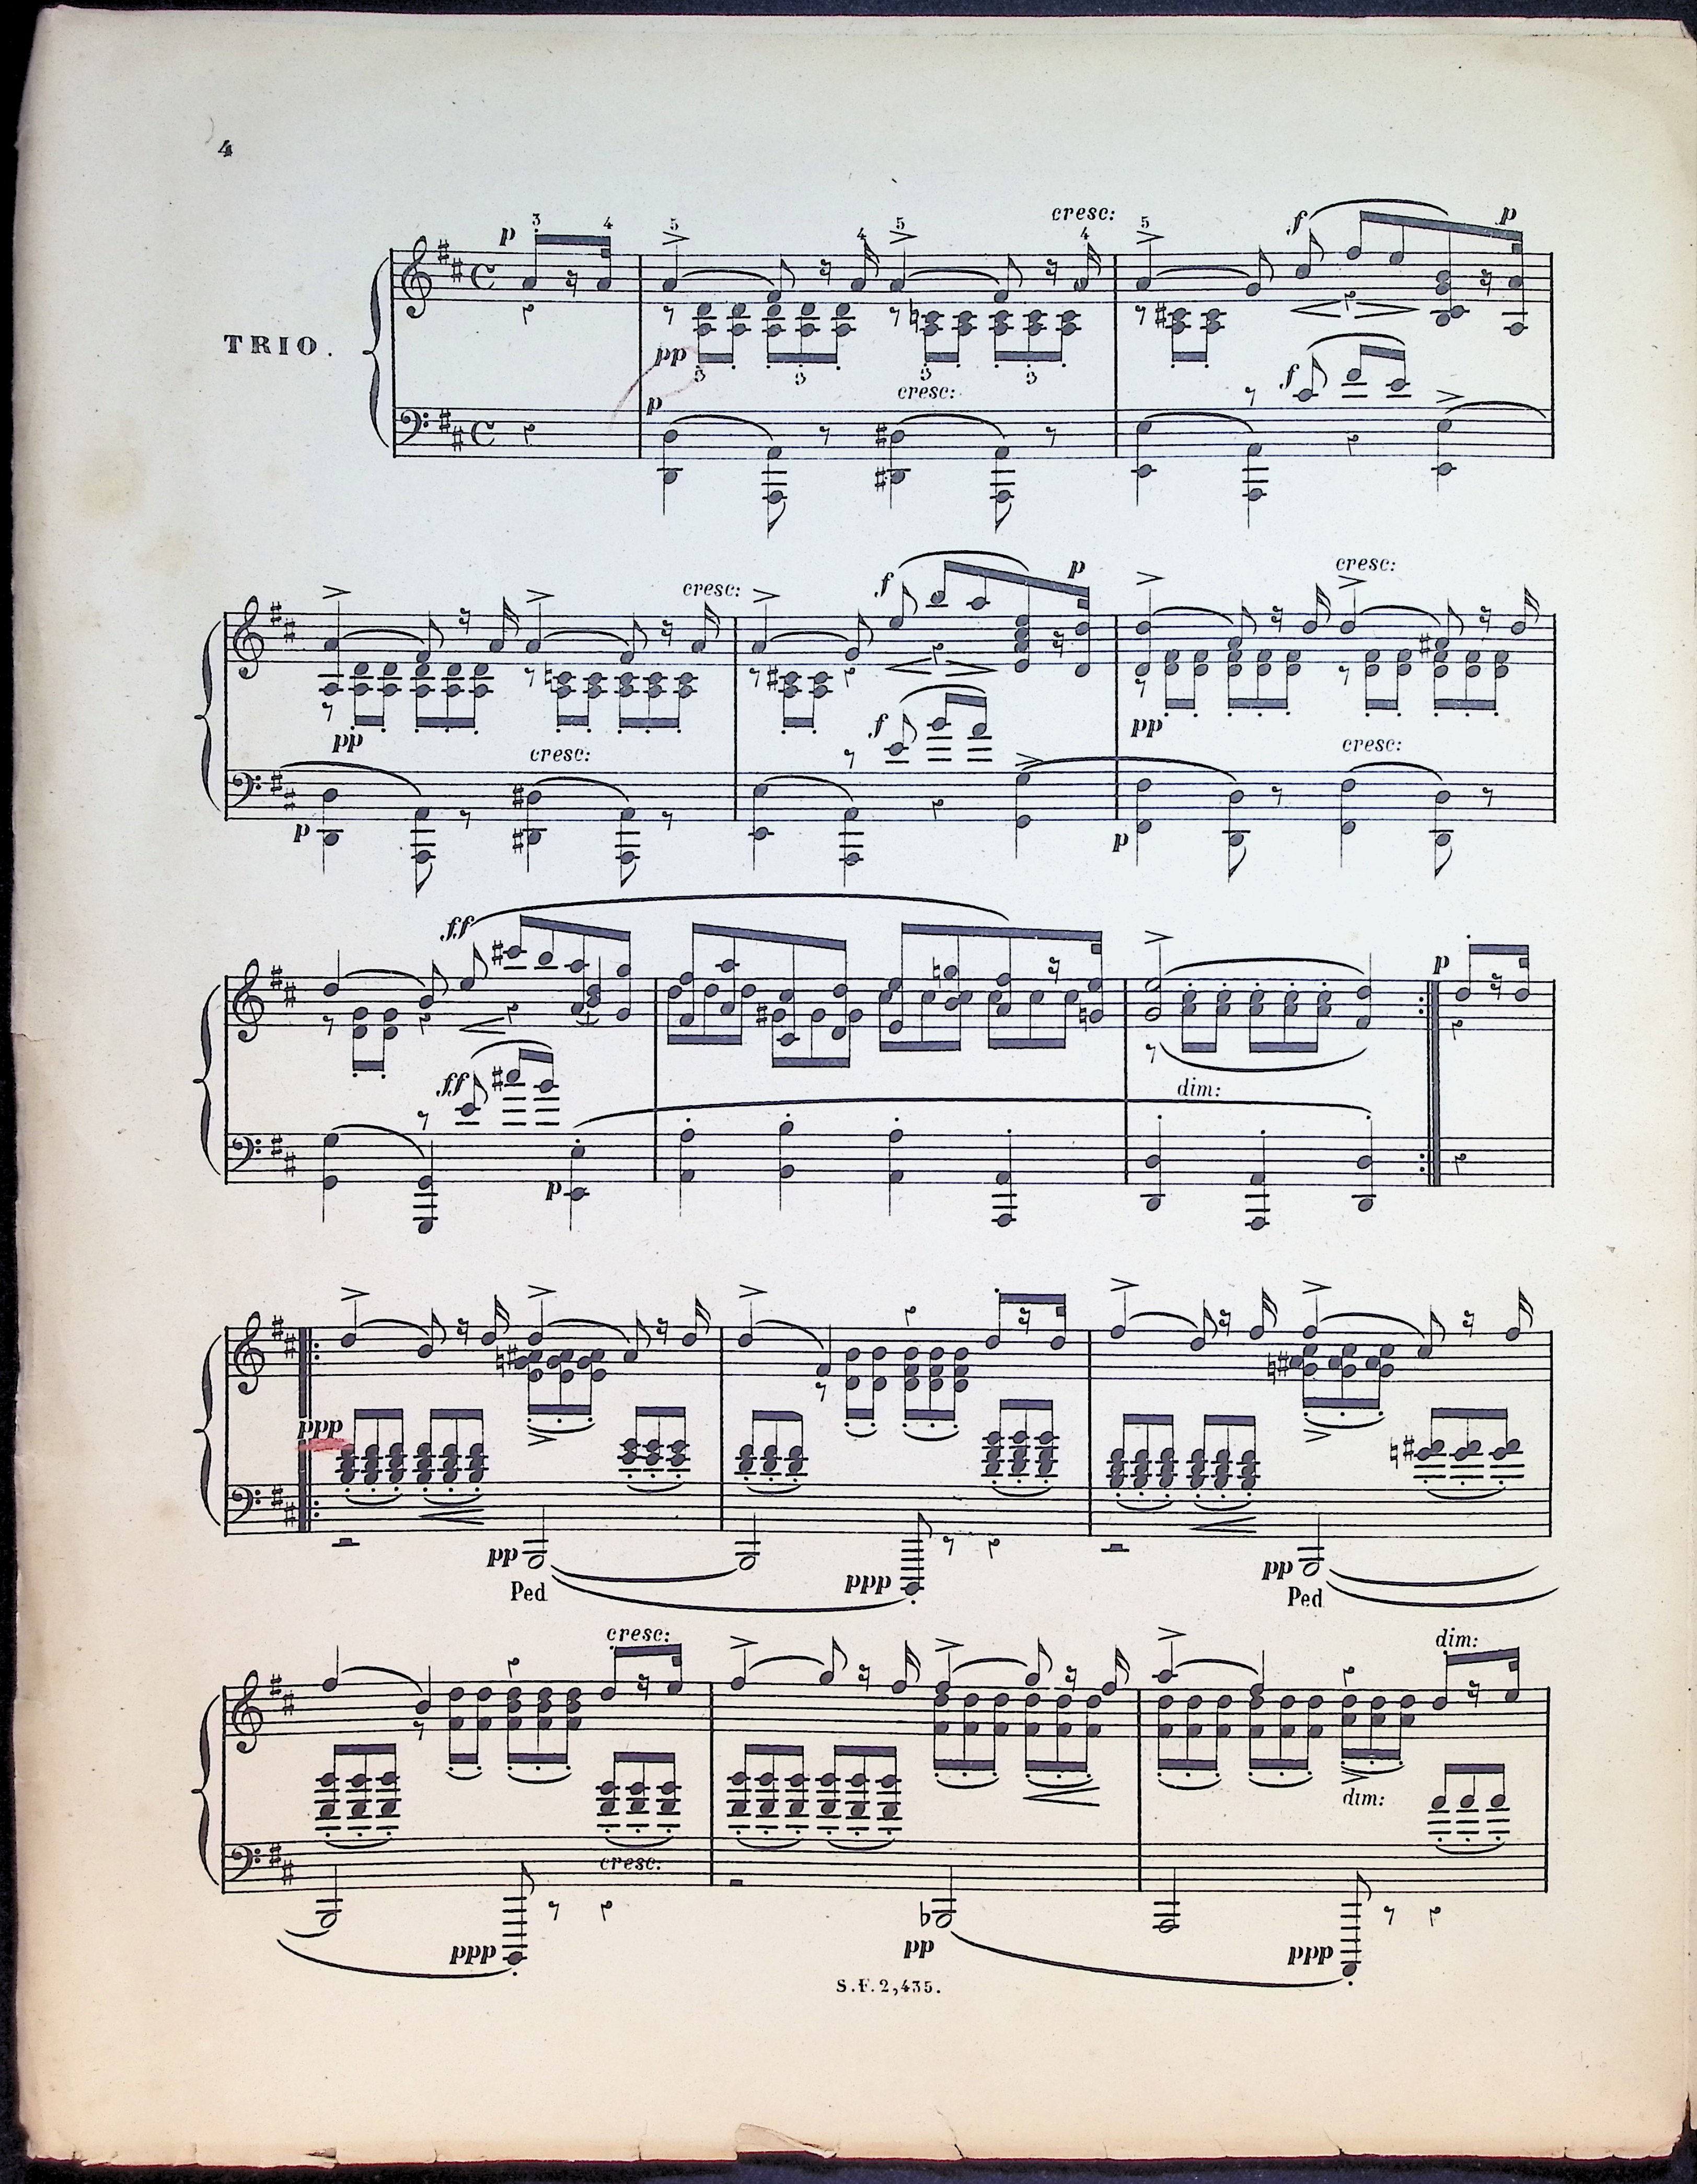 4
p 3 4 5 4 5 cresc: 4 5 f p
TRIO.
pp 3 3 3 3 f
p cresc:
cresc: f p cresc:
pp f pp
cresc: cresc:
p p
ff
p
ff dim:
p
ppp
pp ppp pp
Ped Ped
cresc: dim:
dim:
cresc:
ppp pp ppp
S.F.2,435.